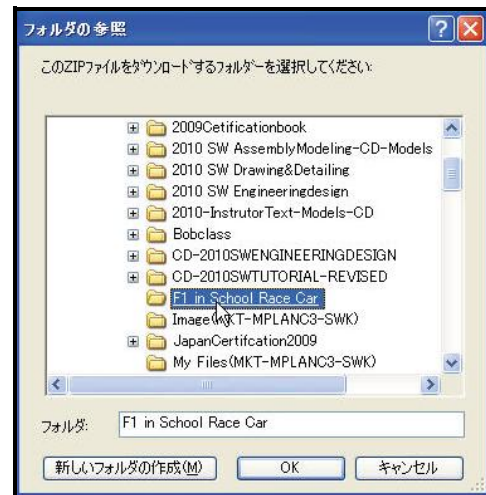 フォルダの参照
このZIPファイルをダウンロードするフォルダーを選択してください:
2009Cetificationbook
2010 SW AssemblyModeling-CD-Models
2010 SW Drawing&Detailing
2010 SW Engineeringdesign
2010-InstrutorText-Models-CD
Bobclass
CD-2010SWENGINEERINGDESIGN
CD-2010SWTUTORIAL-REVISED
F1 in School Race Car
Image(MKT-MPLANC3-SWK)
JapanCertifcation2009
My Files(MKT-MPLANC3-SWK)
フォルダ: F1 in School Race Car
新しいフォルダの作成(M) OK キャンセル